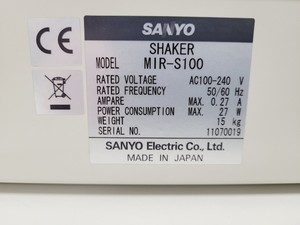 CE
SANYO
SHAKER
MODEL MIR-S100
RATED VOLTAGE AC100-240 V
RATED FREQUENCY 50/60 Hz
AMPARE MAX. 0.27 A
POWER CONSUMPTION MAX. 27 W
WEIGHT 15 kg
SERIAL NO. 11070019
SANYO Electric Co., Ltd.
MADE IN JAPAN